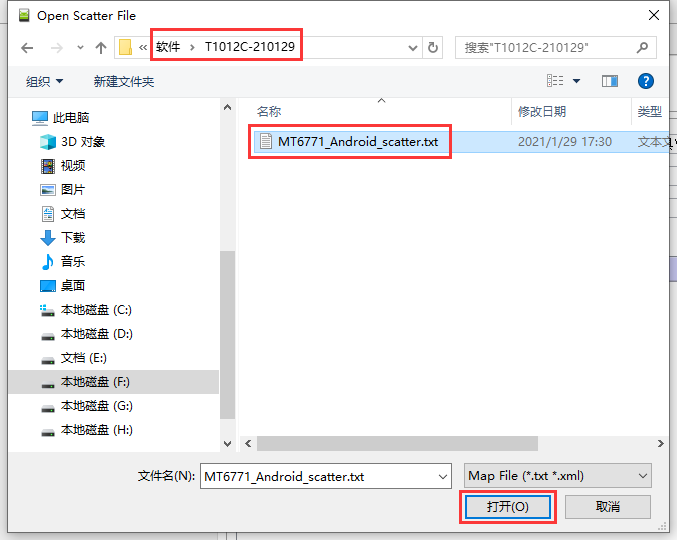 Open Scatter File
« 软件 › T1012C-210129
搜索"T1012C-210129"
组织 新建文件夹
名称 修改日期 类型
MT6771_Android_scatter.txt 2021/1/29 17:30 文本文
此电脑
3D 对象
视频
图片
文档
下载
音乐
桌面
本地磁盘 (C:)
本地磁盘 (D:)
文档 (E:)
本地磁盘 (F:)
本地磁盘 (G:)
本地磁盘 (H:)
文件名(N): MT6771_Android_scatter.txt Map File (*.txt *.xml)
打开(O) 取消